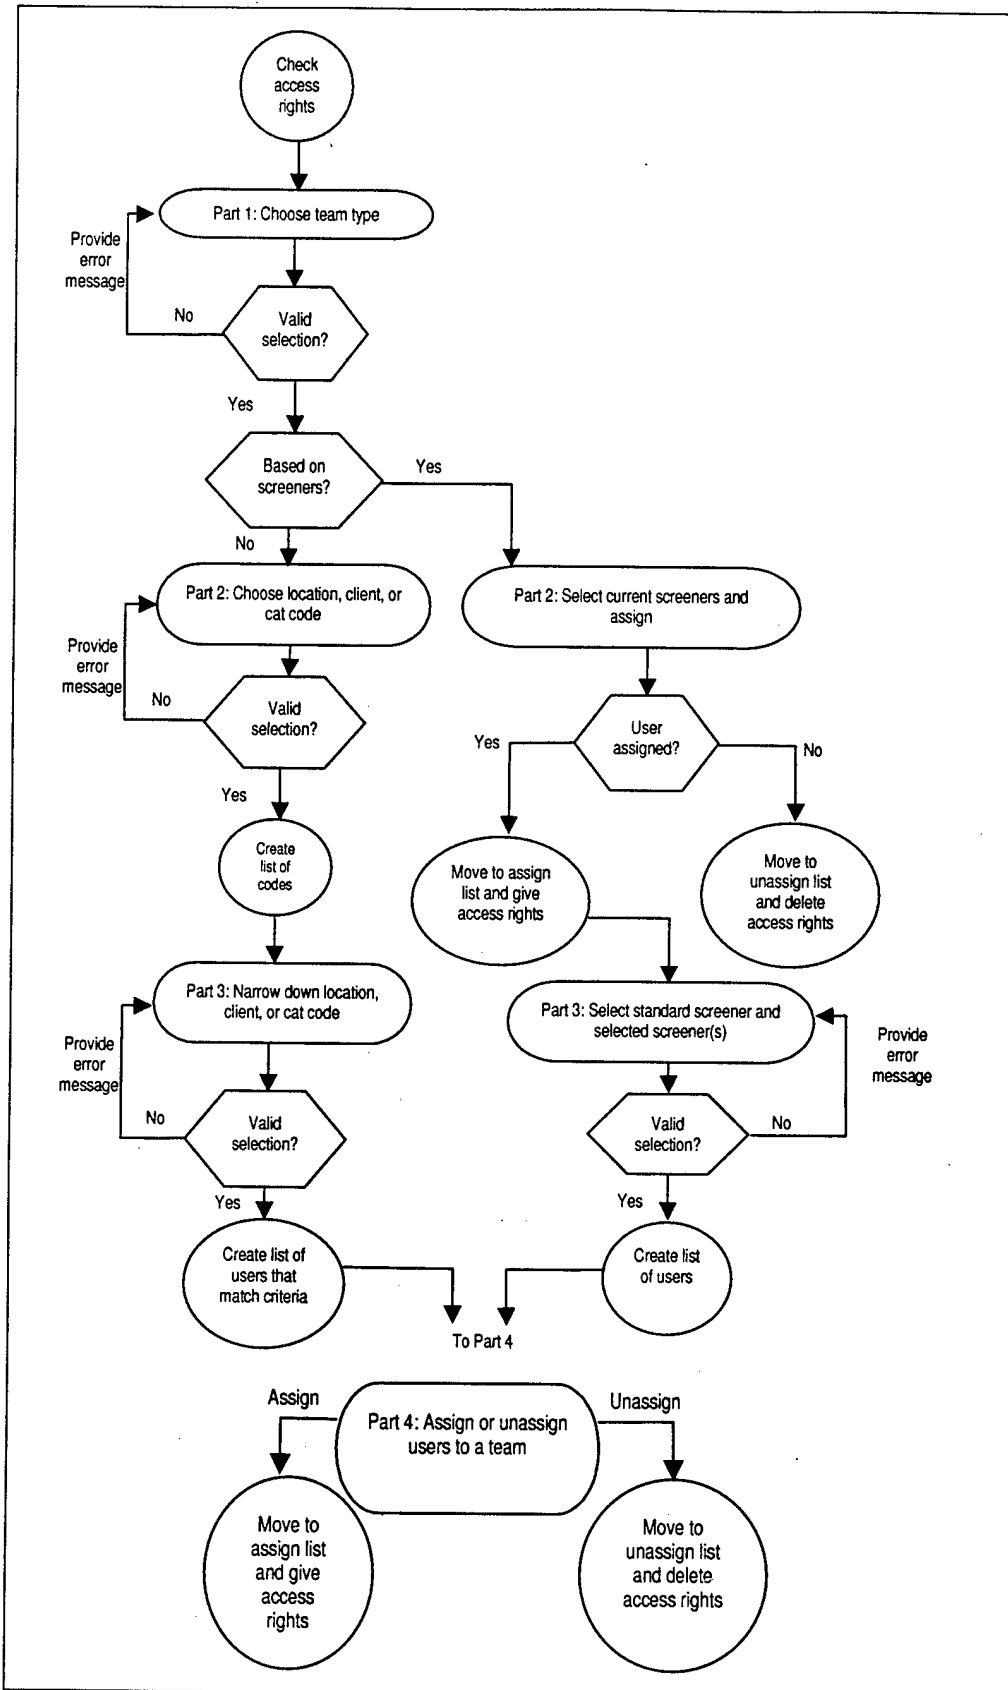 Check
access
rights
Part 1: Choose team type
Provide
error
message
No
Valid
selection?
Yes
Based on
screeners?
Yes
No
Part 2: Choose location, client, or
cat code
Part 2: Select current screeners and
assign
Provide
error
message
No
Valid
selection?
Yes
User
assigned?
No
Yes
Create
list of
codes
Move to assign
list and give
access rights
Move to
unassign list
and delete
access rights
Part 3: Narrow down location,
client, or cat code
Part 3: Select standard screener and
selected screener(s)
Provide
error
message
Provide
error
message
No
Valid
selection?
Valid
selection?
No
Yes
Yes
Create list of
users that
match criteria
Create list
of users
To Part 4
Assign
Part 4: Assign or unassign
users to a team
Unassign
Move to
assign list
and give
access
rights
Move to
unassign list
and delete
access rights